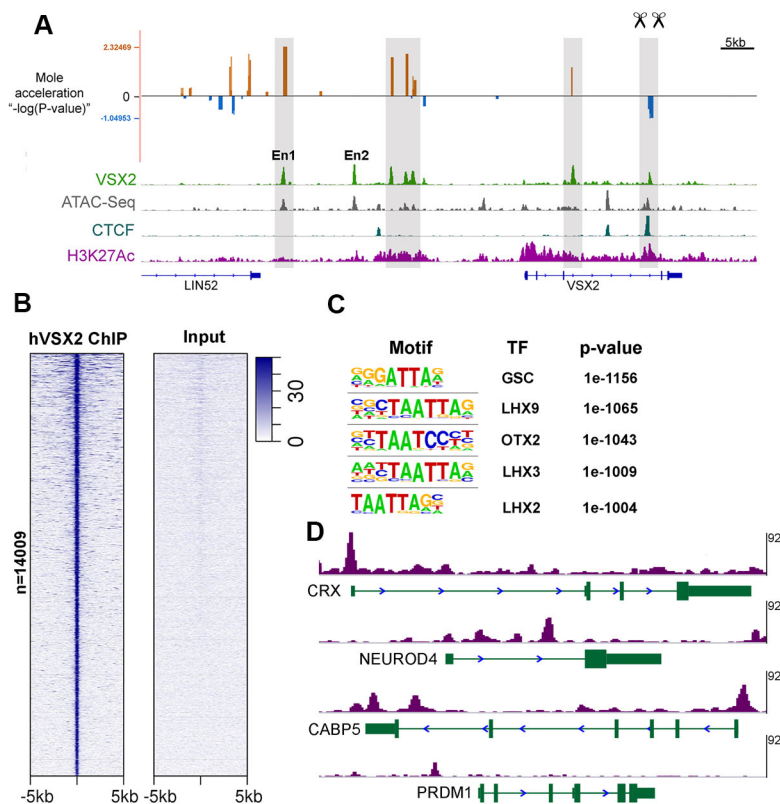 A
5kb
2.32469
Mole
acceleration
“-log(P-value)”
0
-1.04953
En1 En2
VSX2
ATAC-Seq
CTCF
H3K27Ac
LIN52 VSX2
B
hVSX2 ChIP Input
30
0
n=14009
-5kb 5kb -5kb 5kb
C
Motif TF p-value
GGGATTAG GSC 1e-1156
CGCTAATTAG LHX9 1e-1065
GTTAATCCCT OTX2 1e-1043
AATCTAATTAG LHX3 1e-1009
TAATTAGC LHX2 1e-1004
D
92
CRX
92
NEUROD4
92
CABP5
92
PRDM1